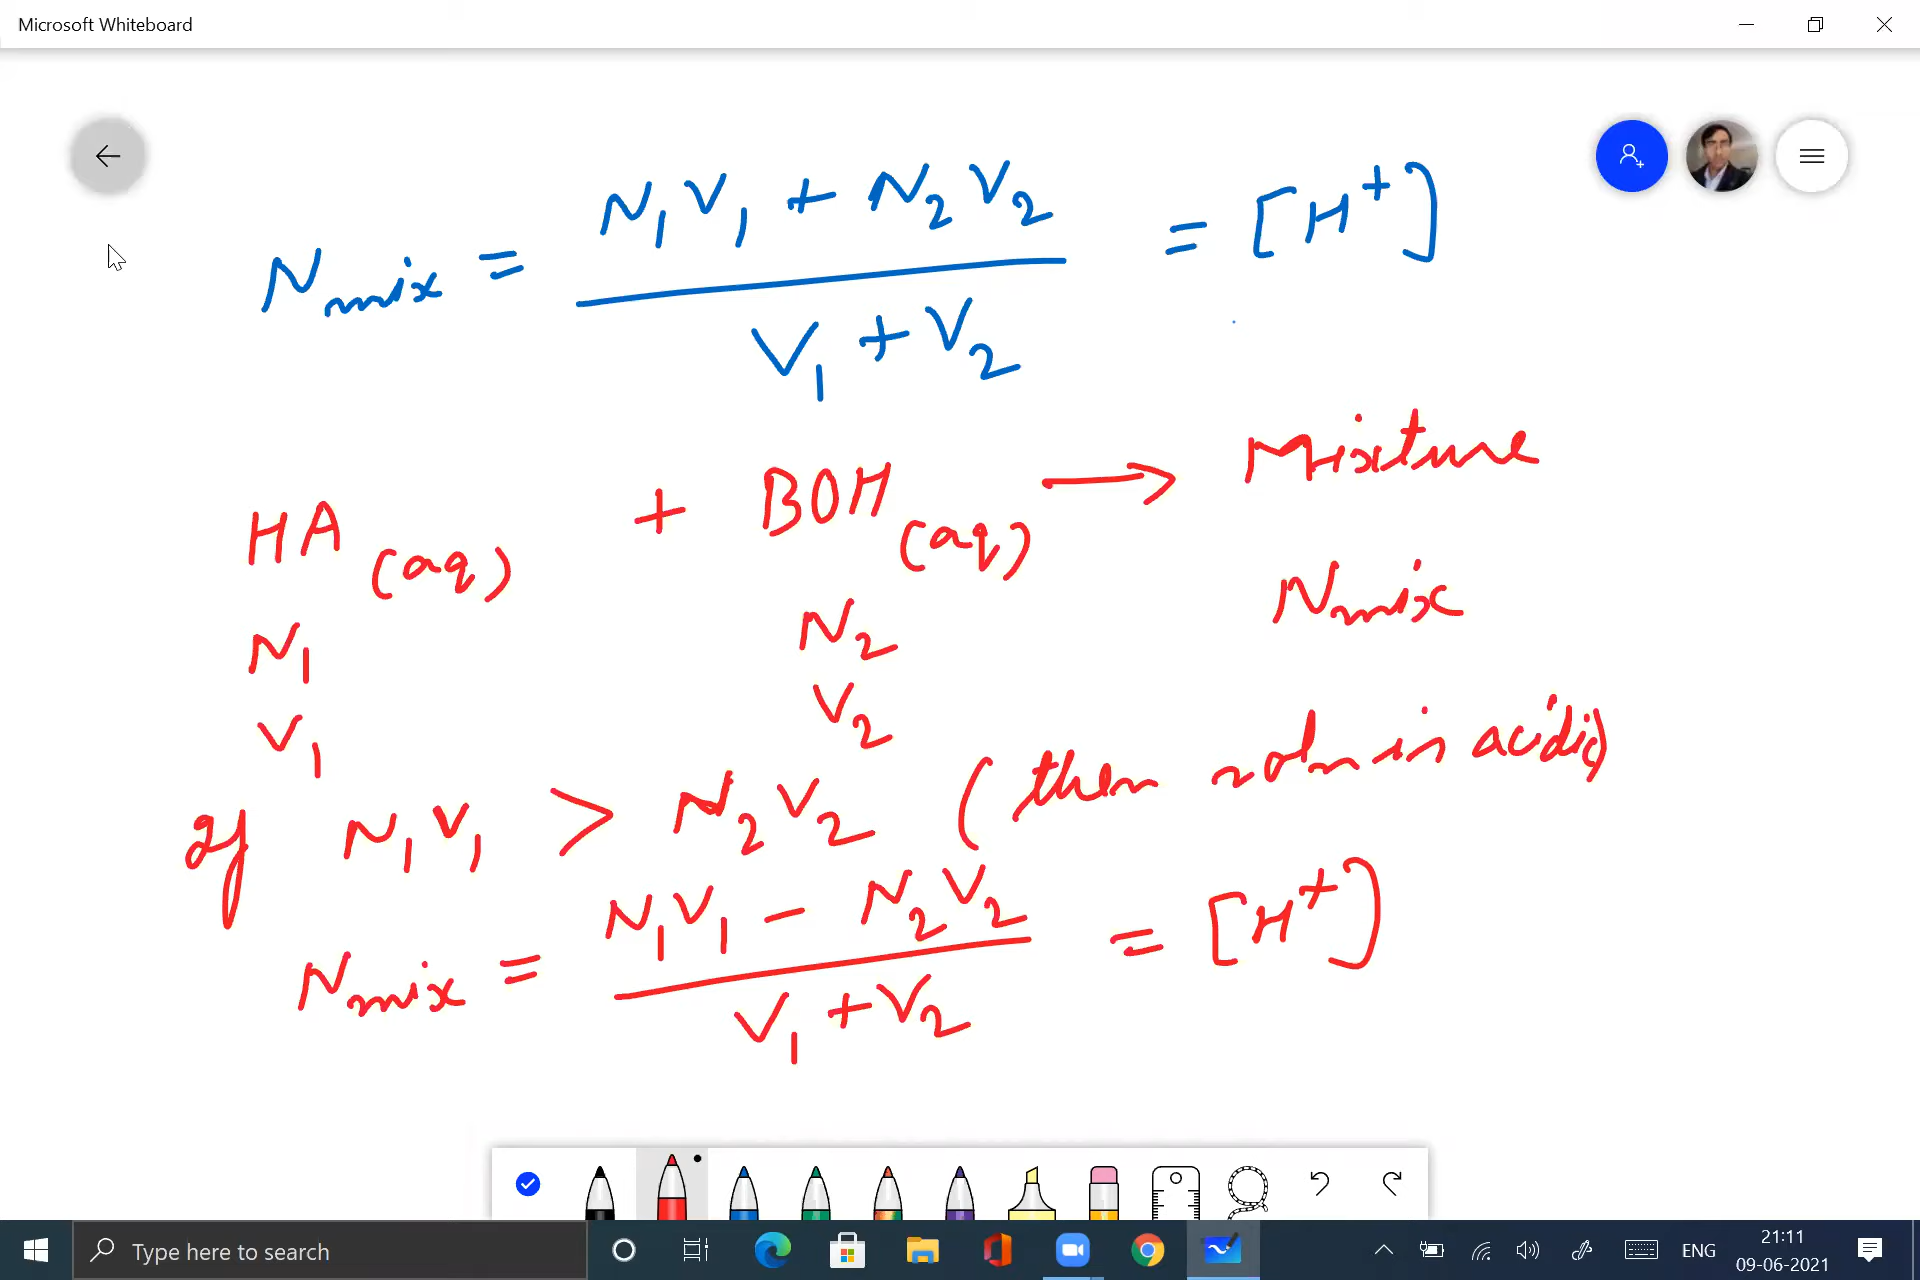 Microsoft Whiteboard
N₁V₁ + N₂V₂
Nmix = = [H⁺]
V₁ + V₂
HA(aq) + BOH(aq) → Mixture
N₁ N₂ Nmix
V₁ V₂
If N₁V₁ > N₂V₂ (then soln is acidic)
N₁V₁ − N₂V₂
Nmix = = [H⁺]
V₁ + V₂
Type here to search
ENG
21:11
09-06-2021